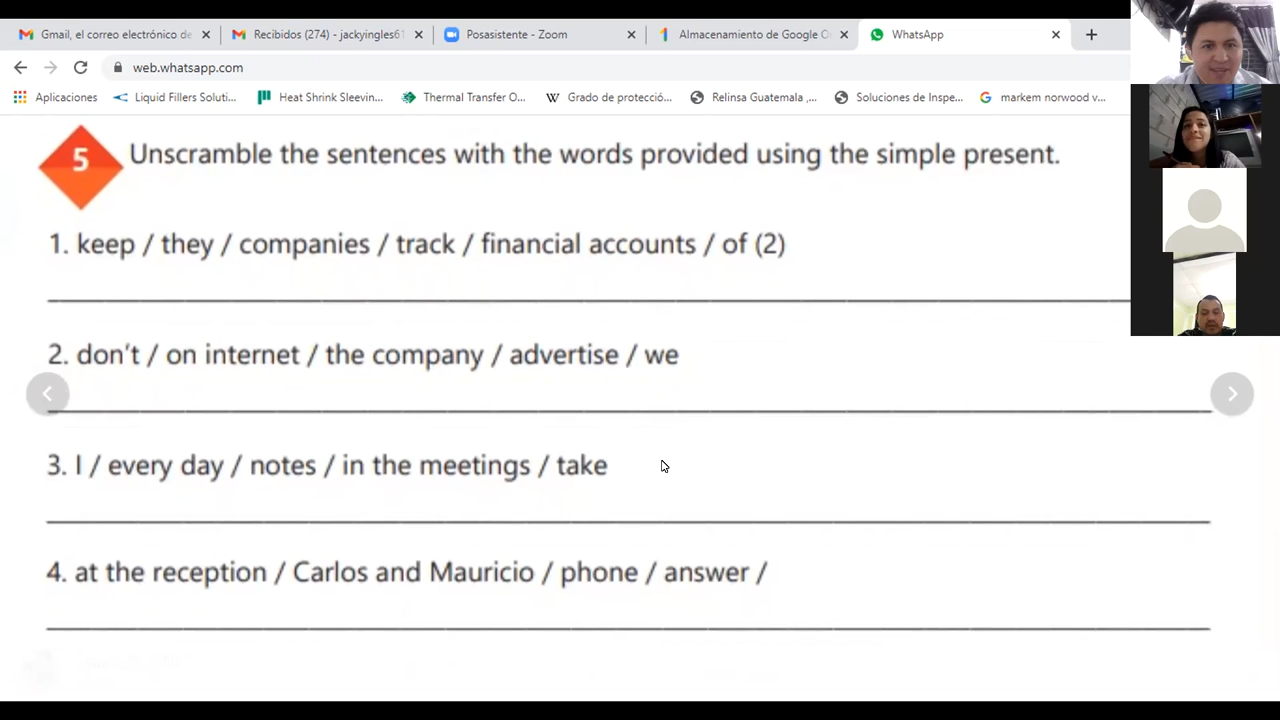 Gmail, el correo electrónico de
Recibidos (274) - jackyingles61
Posasistente - Zoom
Almacenamiento de Google O
WhatsApp
web.whatsapp.com
Aplicaciones
Liquid Fillers Soluti...
Heat Shrink Sleevin...
Thermal Transfer O...
Grado de protecció...
Relinsa Guatemala ,...
Soluciones de Inspe...
markem norwood v...
5 Unscramble the sentences with the words provided using the simple present.
1. keep / they / companies / track / financial accounts / of (2)
2. don't / on internet / the company / advertise / we
3. I / every day / notes / in the meetings / take
4. at the reception / Carlos and Mauricio / phone / answer /